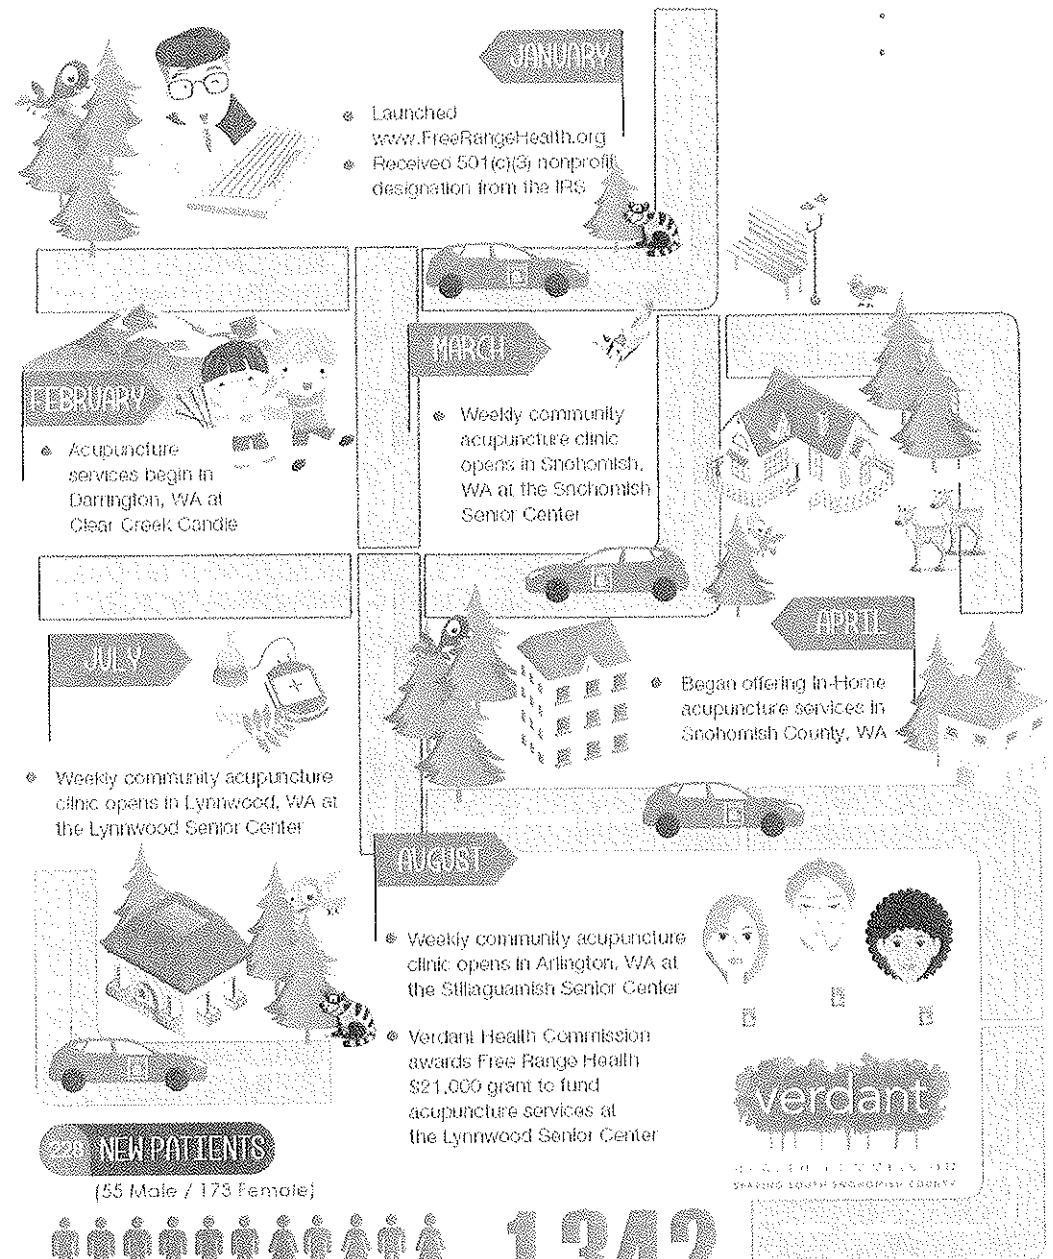 JANUARY
Launched
www.FreeRangeHealth.org
Received 501(c)(3) nonprofit
designation from the IRS
FEBRUARY
Acupuncture
services begin in
Darrington, WA at
Clear Creek Candle
MARCH
Weekly community
acupuncture clinic
opens in Snohomish,
WA at the Snohomish
Senior Center
APRIL
Began offering In-Home
acupuncture services in
Snohomish County, WA
JULY
Weekly community acupuncture
clinic opens in Lynnwood, WA at
the Lynnwood Senior Center
AUGUST
Weekly community acupuncture
clinic opens in Arlington, WA at
the Stillaguamish Senior Center
Verdant Health Commission
awards Free Range Health
$21,000 grant to fund
acupuncture services at
the Lynnwood Senior Center
verdant
SOUTH SNOHOMISH COUNTY
228 NEW PATIENTS
(55 Male / 173 Female)
1,342